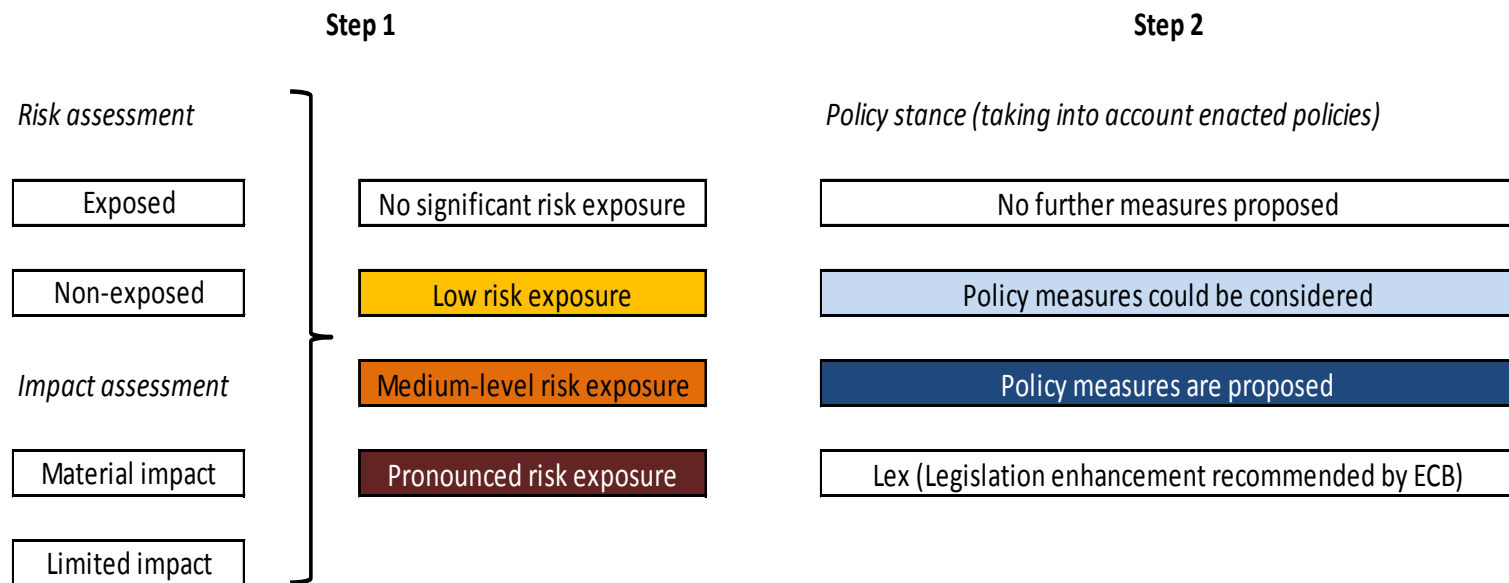 Step 1
Step 2
Risk assessment
Policy stance (taking into account enacted policies)
Exposed
No significant risk exposure
No further measures proposed
Non-exposed
Low risk exposure
Policy measures could be considered
Impact assessment
Medium-level risk exposure
Policy measures are proposed
Material impact
Pronounced risk exposure
Lex (Legislation enhancement recommended by ECB)
Limited impact